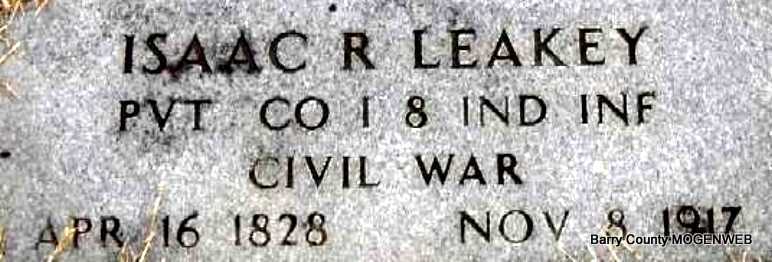 ISAAC R LEAKEY
PVT CO I 8 IND INF
CIVIL WAR
APR 16 1828 NOV 8 1917
Barry County MOGENWEB